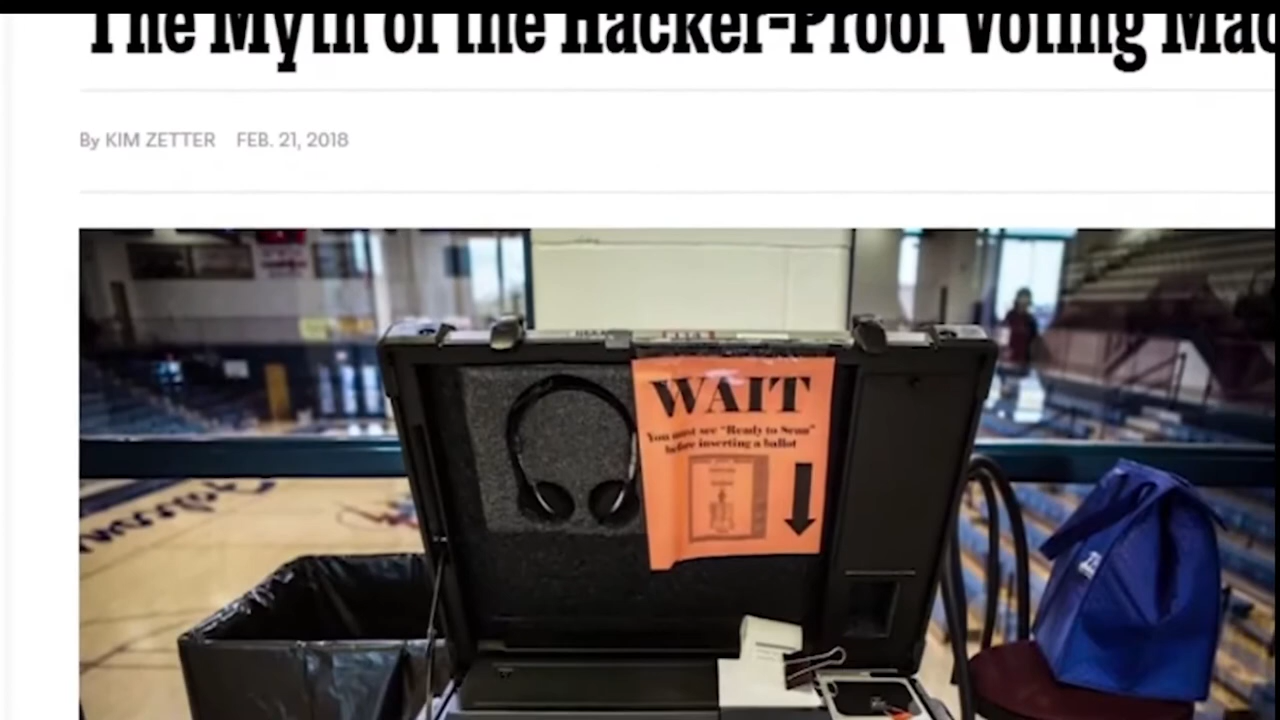 The Myth of the Hacker-Proof Voting Mac
By KIM ZETTER FEB. 21, 2018
WAIT
You must see "Ready to Scan"
before inserting a ballot